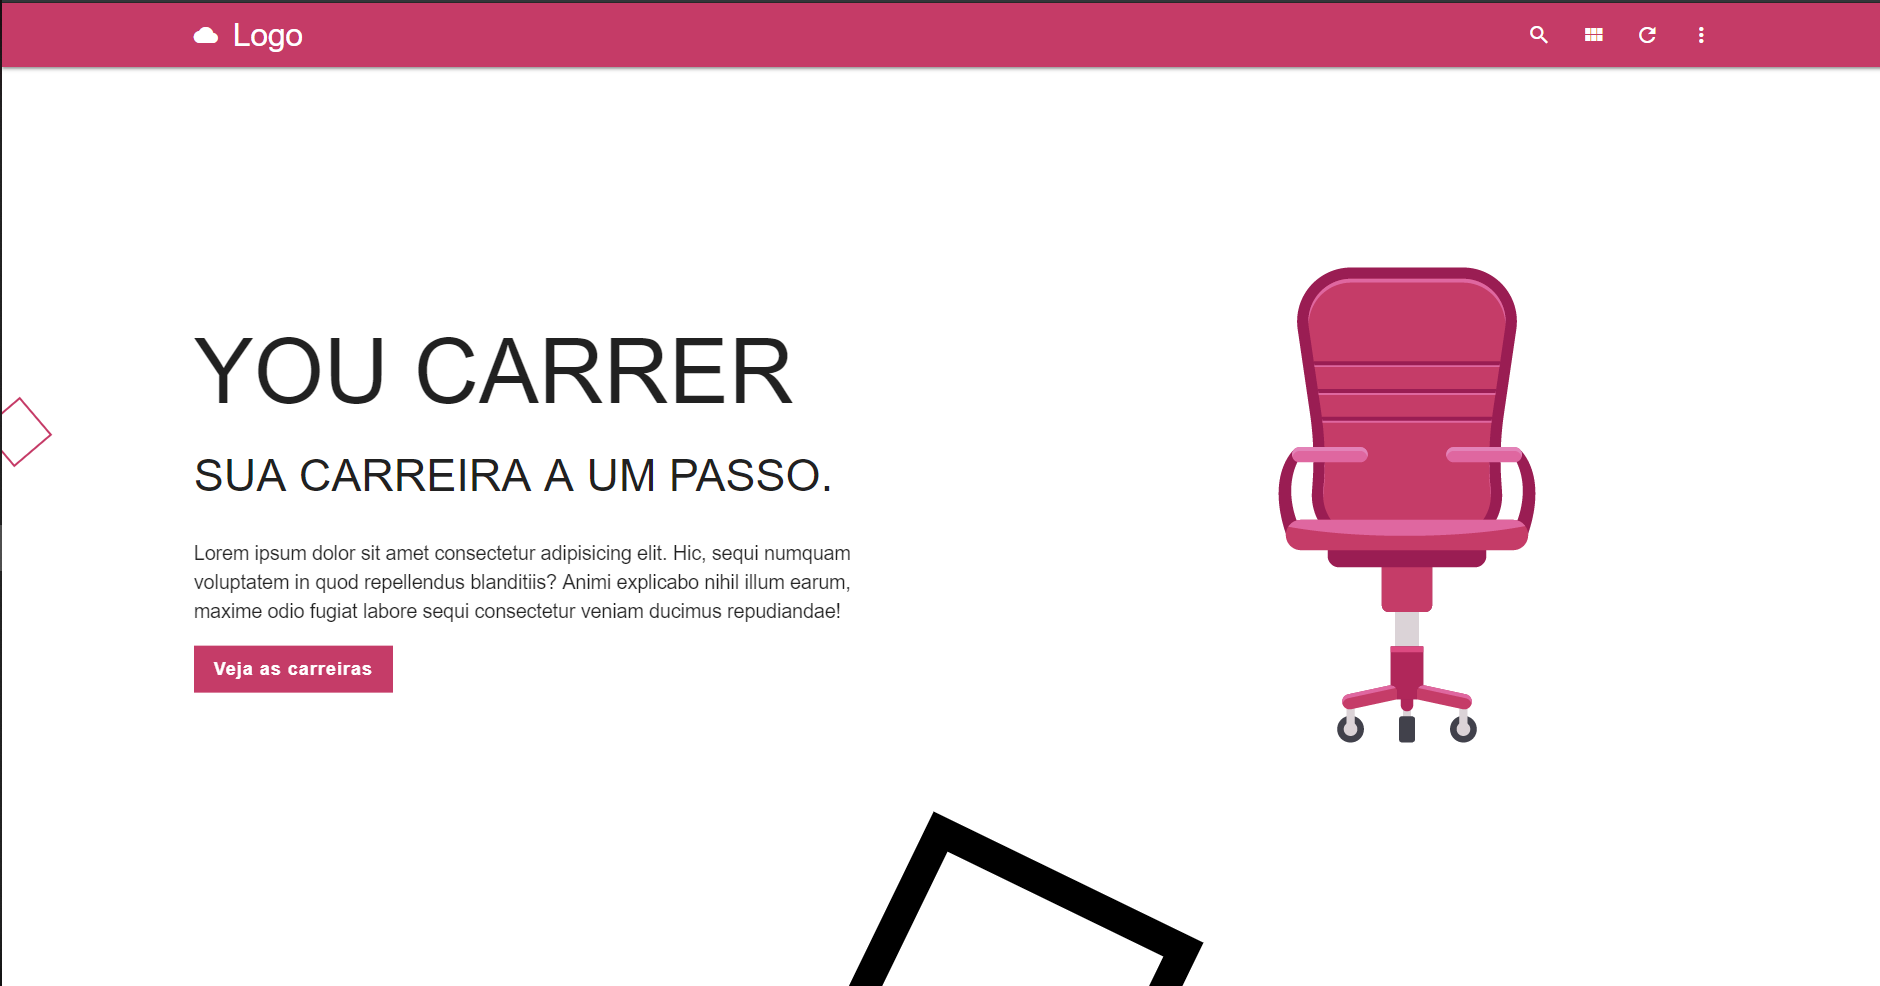 Logo
YOU CARRER
SUA CARREIRA A UM PASSO.
Lorem ipsum dolor sit amet consectetur adipisicing elit. Hic, sequi numquam
voluptatem in quod repellendus blanditiis? Animi explicabo nihil illum earum,
maxime odio fugiat labore sequi consectetur veniam ducimus repudiandae!
Veja as carreiras